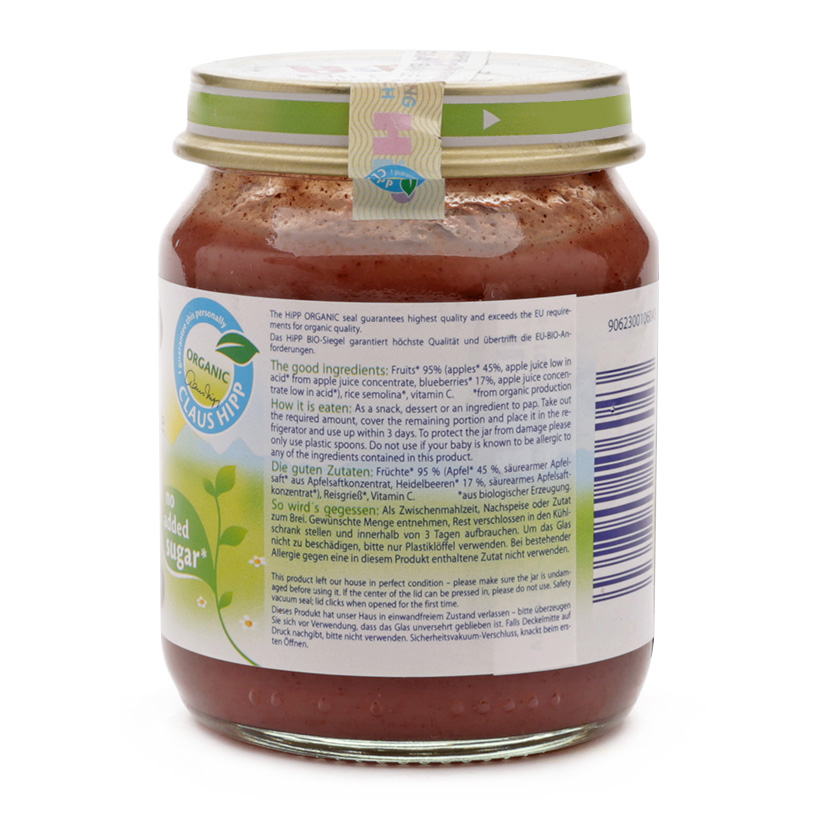 I guarantee this personally
ORGANIC
CLAUS HIPP
no
added
sugar*
The HiPP ORGANIC seal guarantees highest quality and exceeds the EU require-
ments for organic quality.
Das HiPP BIO-Siegel garantiert höchste Qualität und übertrifft die EU-BIO-An-
forderungen.
The good ingredients: Fruits* 95% (apples* 45%, apple juice low in
acid* from apple juice concentrate, blueberries* 17%, apple juice concen-
trate low in acid*), rice semolina*, vitamin C. *from organic production
How it is eaten: As a snack, dessert or an ingredient to pap. Take out
the required amount, cover the remaining portion and place it in the re-
frigerator and use up within 3 days. To protect the jar from damage please
only use plastic spoons. Do not use if your baby is known to be allergic to
any of the ingredients contained in this product.
Die guten Zutaten: Früchte* 95 % (Apfel* 45 %, säurearmer Apfel-
saft* aus Apfelsaftkonzentrat, Heidelbeeren* 17 %, säurearmes Apfelsaft-
konzentrat*), Reisgrieß*, Vitamin C. *aus biologischer Erzeugung.
So wird´s gegessen: Als Zwischenmahlzeit, Nachspeise oder Zutat
zum Brei. Gewünschte Menge entnehmen, Rest verschlossen in den Kühl-
schrank stellen und innerhalb von 3 Tagen aufbrauchen. Um das Glas
nicht zu beschädigen, bitte nur Plastiklöffel verwenden. Bei bestehender
Allergie gegen eine in diesem Produkt enthaltene Zutat nicht verwenden.
This product left our house in perfect condition – please make sure the jar is undam-
aged before using it. If the center of the lid can be pressed in, please do not use. Safety
vacuum seal; lid clicks when opened for the first time.
Dieses Produkt hat unser Haus in einwandfreiem Zustand verlassen – bitte überzeugen
Sie sich vor Verwendung, dass das Glas unversehrt geblieben ist. Falls Deckelmitte auf
Druck nachgibt, bitte nicht verwenden. Sicherheitsvakuum-Verschluss, knackt beim ers-
ten Öffnen.